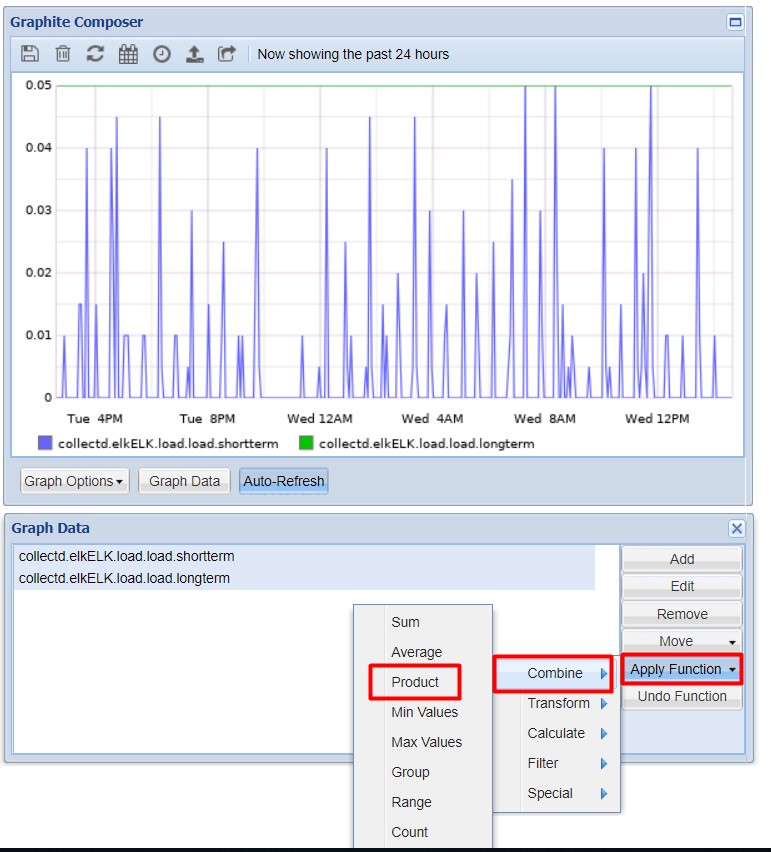 Graphite Composer
Now showing the past 24 hours
0.05
0.04
0.03
0.02
0.01
0
Tue 4PM Tue 8PM Wed 12AM Wed 4AM Wed 8AM Wed 12PM
collectd.elkELK.load.load.shortterm collectd.elkELK.load.load.longterm
Graph Options Graph Data Auto-Refresh
Graph Data
collectd.elkELK.load.load.shortterm
collectd.elkELK.load.load.longterm
Add
Edit
Remove
Move
Apply Function
Undo Function
Combine
Transform
Calculate
Filter
Special
Sum
Average
Product
Min Values
Max Values
Group
Range
Count